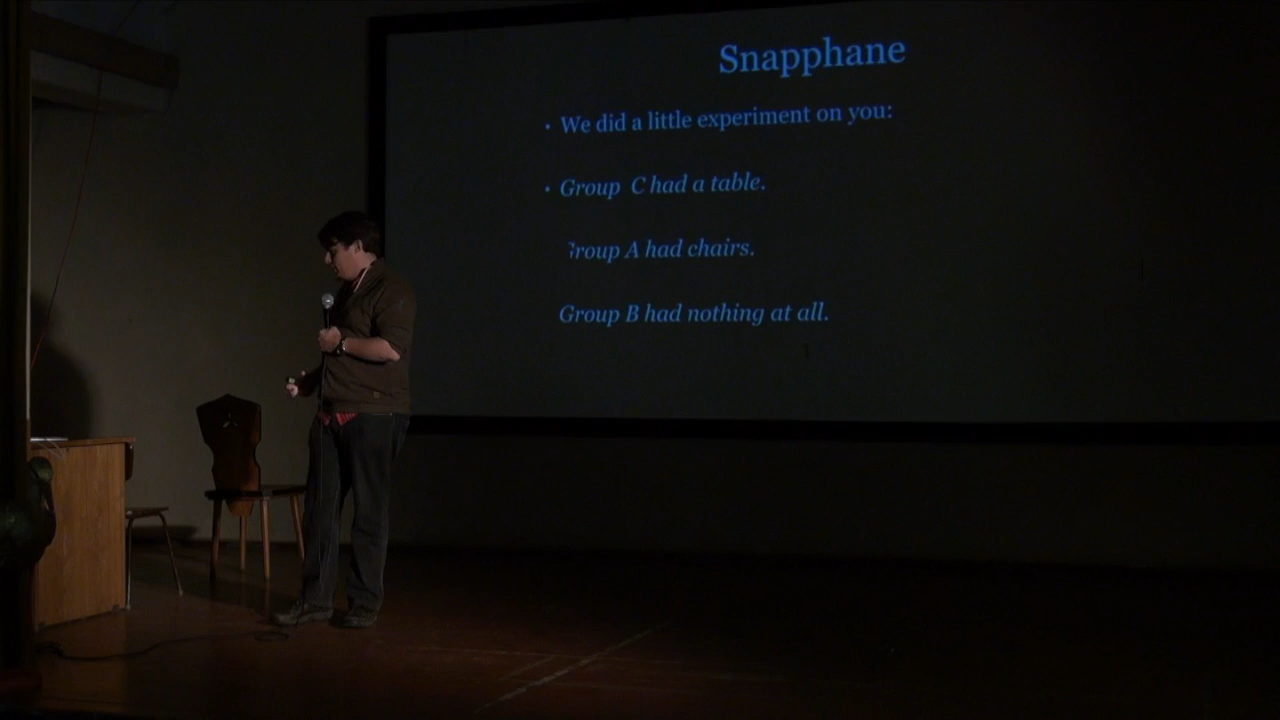 Snapphane
• We did a little experiment on you:
• Group C had a table.
Group A had chairs.
Group B had nothing at all.